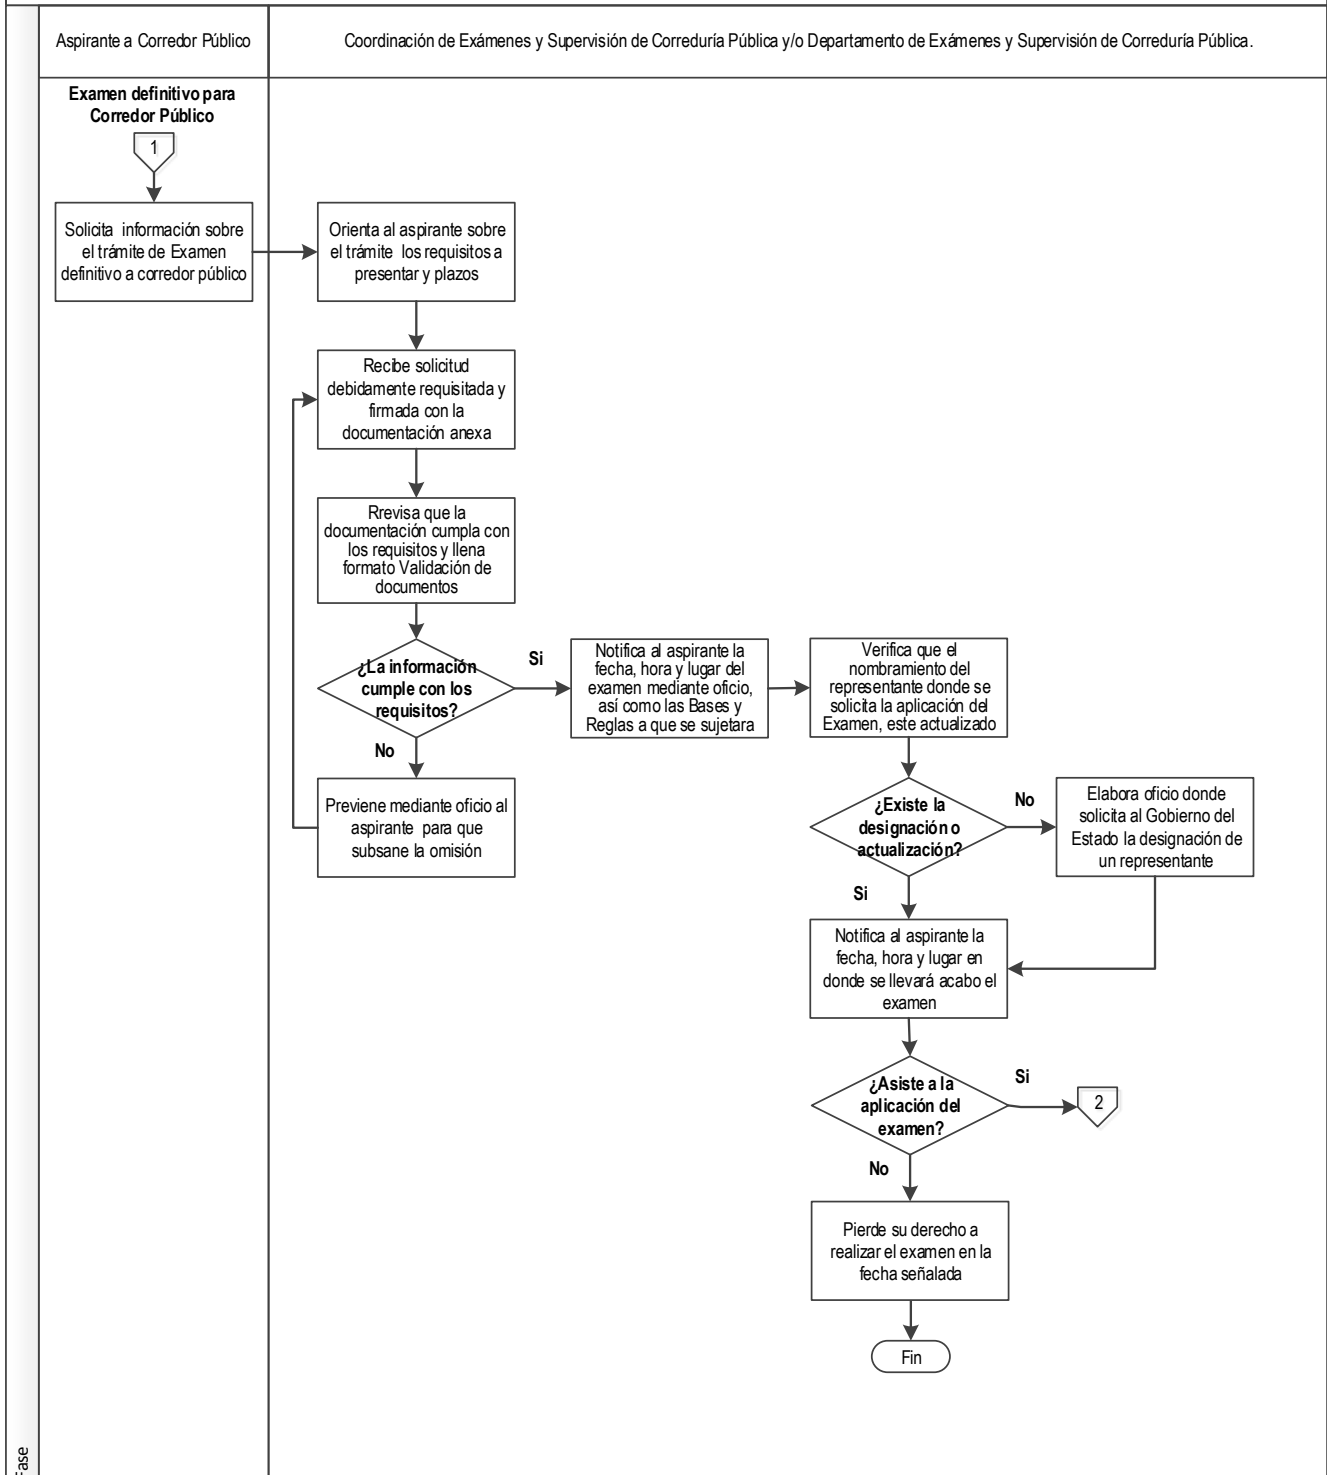 Aspirante a Corredor Público
Coordinación de Exámenes y Supervisión de Correduría Pública y/o Departamento de Exámenes y Supervisión de Correduría Pública.
Examen definitivo para
Corredor Público
1
Solicita información sobre
el trámite de Examen
definitivo a corredor público
Orienta al aspirante sobre
el trámite los requisitos a
presentar y plazos
Recibe solicitud
debidamente requisitada y
firmada con la
documentación anexa
Rrevisa que la
documentación cumpla con
los requisitos y llena
formato Validación de
documentos
¿La información
cumple con los
requisitos?
Si
No
Previene mediante oficio al
aspirante para que
subsane la omisión
Notifica al aspirante la
fecha, hora y lugar del
examen mediante oficio,
así como las Bases y
Reglas a que se sujetara
Verifica que el
nombramiento del
representante donde se
solicita la aplicación del
Examen, este actualizado
¿Existe la
designación o
actualización?
No
Elabora oficio donde
solicita al Gobierno del
Estado la designación de
un representante
Si
Notifica al aspirante la
fecha, hora y lugar en
donde se llevará acabo el
examen
¿Asiste a la
aplicación del
examen?
Si
2
No
Pierde su derecho a
realizar el examen en la
fecha señalada
Fin
Fase